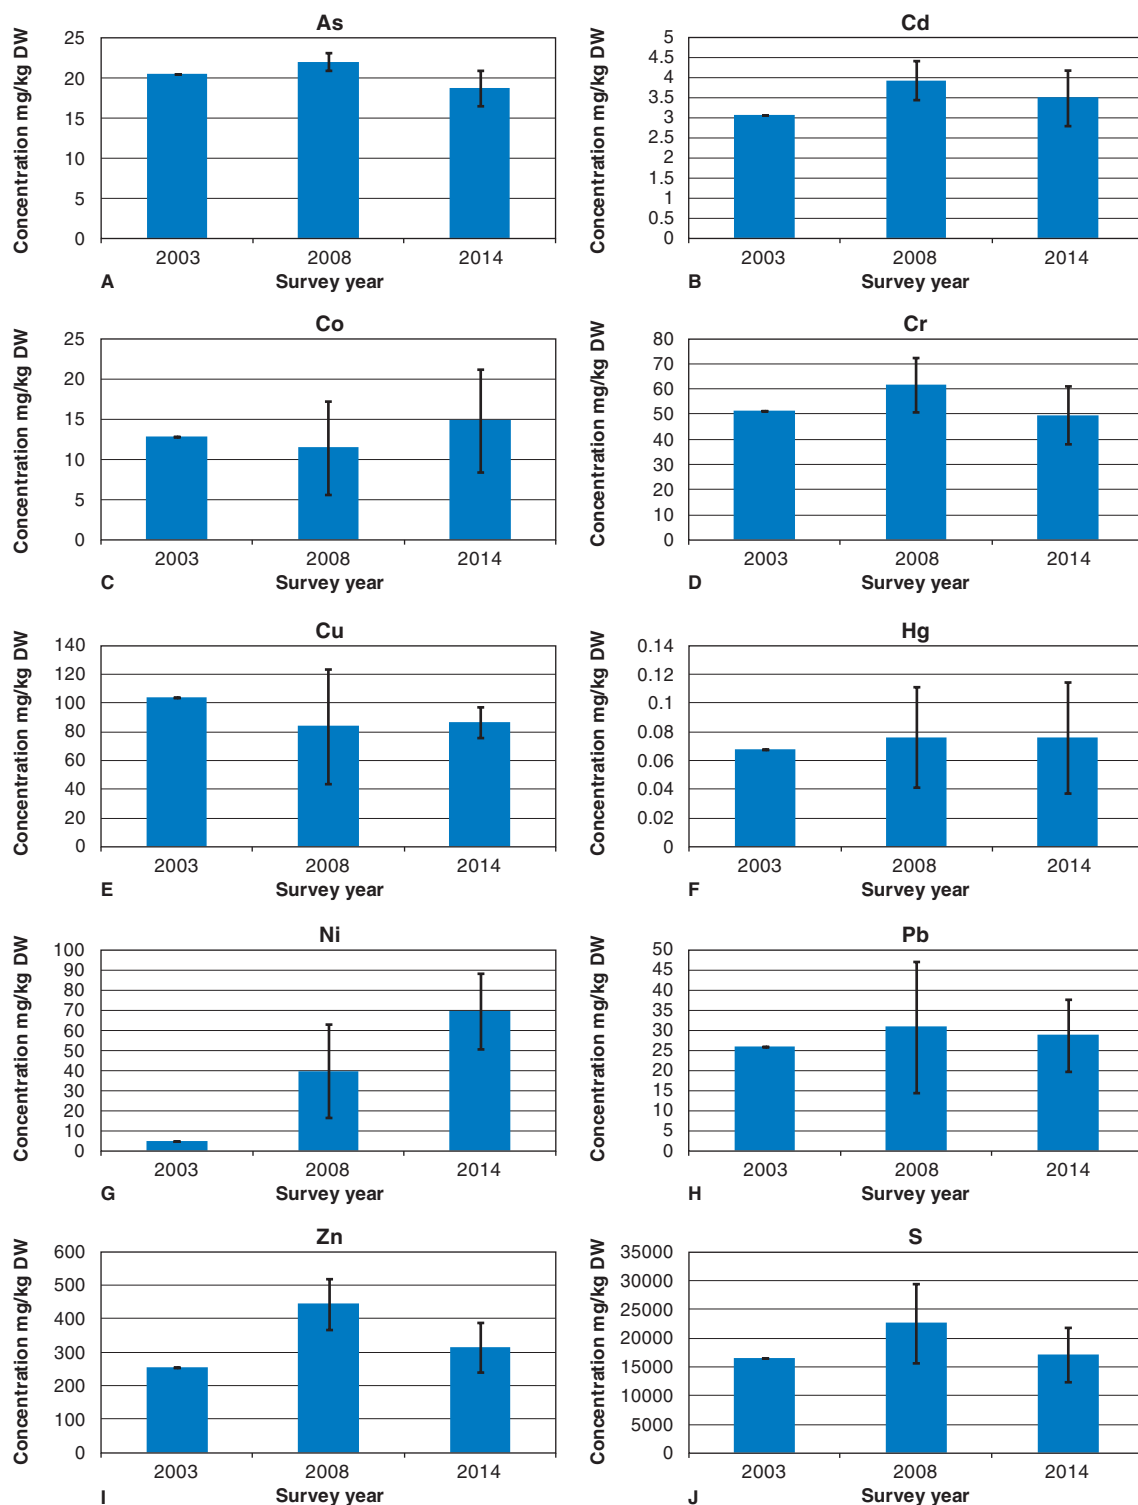 As
Concentration mg/kg DW
25
20
15
10
5
0
2003 2008 2014
A Survey year
Cd
Concentration mg/kg DW
5
4.5
4
3.5
3
2.5
2
1.5
1
0.5
0
2003 2008 2014
B Survey year
Co
Concentration mg/kg DW
25
20
15
10
5
0
2003 2008 2014
C Survey year
Cr
Concentration mg/kg DW
80
70
60
50
40
30
20
10
0
2003 2008 2014
D Survey year
Cu
Concentration mg/kg DW
140
120
100
80
60
40
20
0
2003 2008 2014
E Survey year
Hg
Concentration mg/kg DW
0.14
0.12
0.1
0.08
0.06
0.04
0.02
0
2003 2008 2014
F Survey year
Ni
Concentration mg/kg DW
100
90
80
70
60
50
40
30
20
10
0
2003 2008 2014
G Survey year
Pb
Concentration mg/kg DW
50
45
40
35
30
25
20
15
10
5
0
2003 2008 2014
H Survey year
Zn
Concentration mg/kg DW
600
500
400
300
200
100
0
2003 2008 2014
I Survey year
S
Concentration mg/kg DW
35000
30000
25000
20000
15000
10000
5000
0
2003 2008 2014
J Survey year